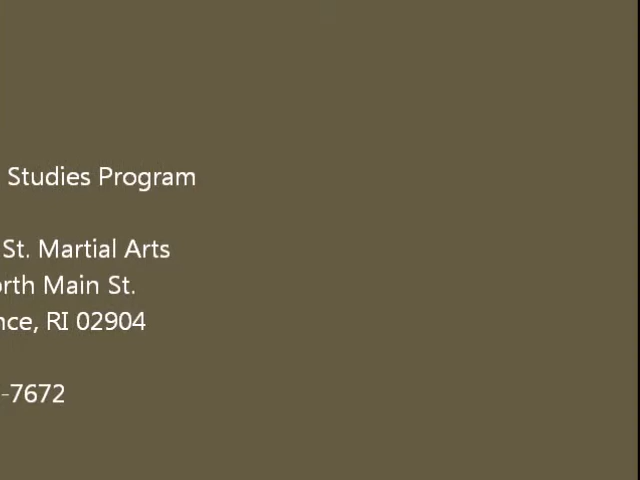 Studies Program
St. Martial Arts
orth Main St.
nce, RI 02904
-7672